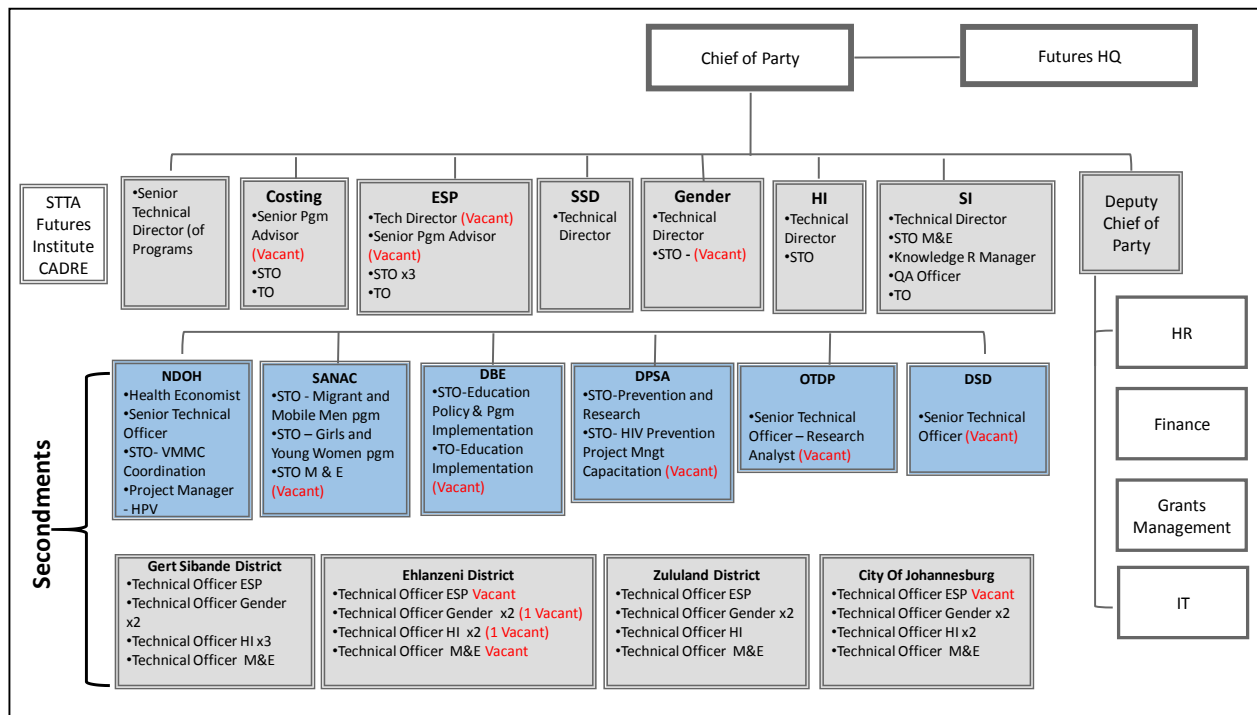 Chief of Party
Futures HQ
STTA
Futures
Institute
CADRE
•Senior
Technical
Director (of
Programs
Costing
•Senior Pgm
Advisor
(Vacant)
•STO
•TO
ESP
•Tech Director (Vacant)
•Senior Pgm Advisor
(Vacant)
•STO x3
•TO
SSD
•Technical
Director
Gender
•Technical
Director
•STO - (Vacant)
HI
•Technical
Director
•STO
SI
•Technical Director
•STO M&E
•Knowledge R Manager
•QA Officer
•TO
Deputy
Chief of
Party
HR
Finance
Grants
Management
IT
Secondments
NDOH
•Health Economist
•Senior Technical
Officer
•STO- VMMC
Coordination
•Project Manager
- HPV
SANAC
•STO - Migrant and
Mobile Men pgm
•STO – Girls and
Young Women pgm
•STO M & E
(Vacant)
DBE
•STO-Education
Policy & Pgm
Implementation
•TO-Education
Implementation
(Vacant)
DPSA
•STO-Prevention and
Research
•STO- HIV Prevention
Project Mngt
Capacitation (Vacant)
OTDP
•Senior Technical
Officer – Research
Analyst (Vacant)
DSD
•Senior Technical
Officer (Vacant)
Gert Sibande District
•Technical Officer ESP
•Technical Officer Gender
x2
•Technical Officer HI x3
•Technical Officer M&E
Ehlanzeni District
•Technical Officer ESP Vacant
•Technical Officer Gender x2 (1 Vacant)
•Technical Officer HI x2 (1 Vacant)
•Technical Officer M&E Vacant
Zululand District
•Technical Officer ESP
•Technical Officer Gender x2
•Technical Officer HI
•Technical Officer M&E
City Of Johannesburg
•Technical Officer ESP Vacant
•Technical Officer Gender x2
•Technical Officer HI x2
•Technical Officer M&E